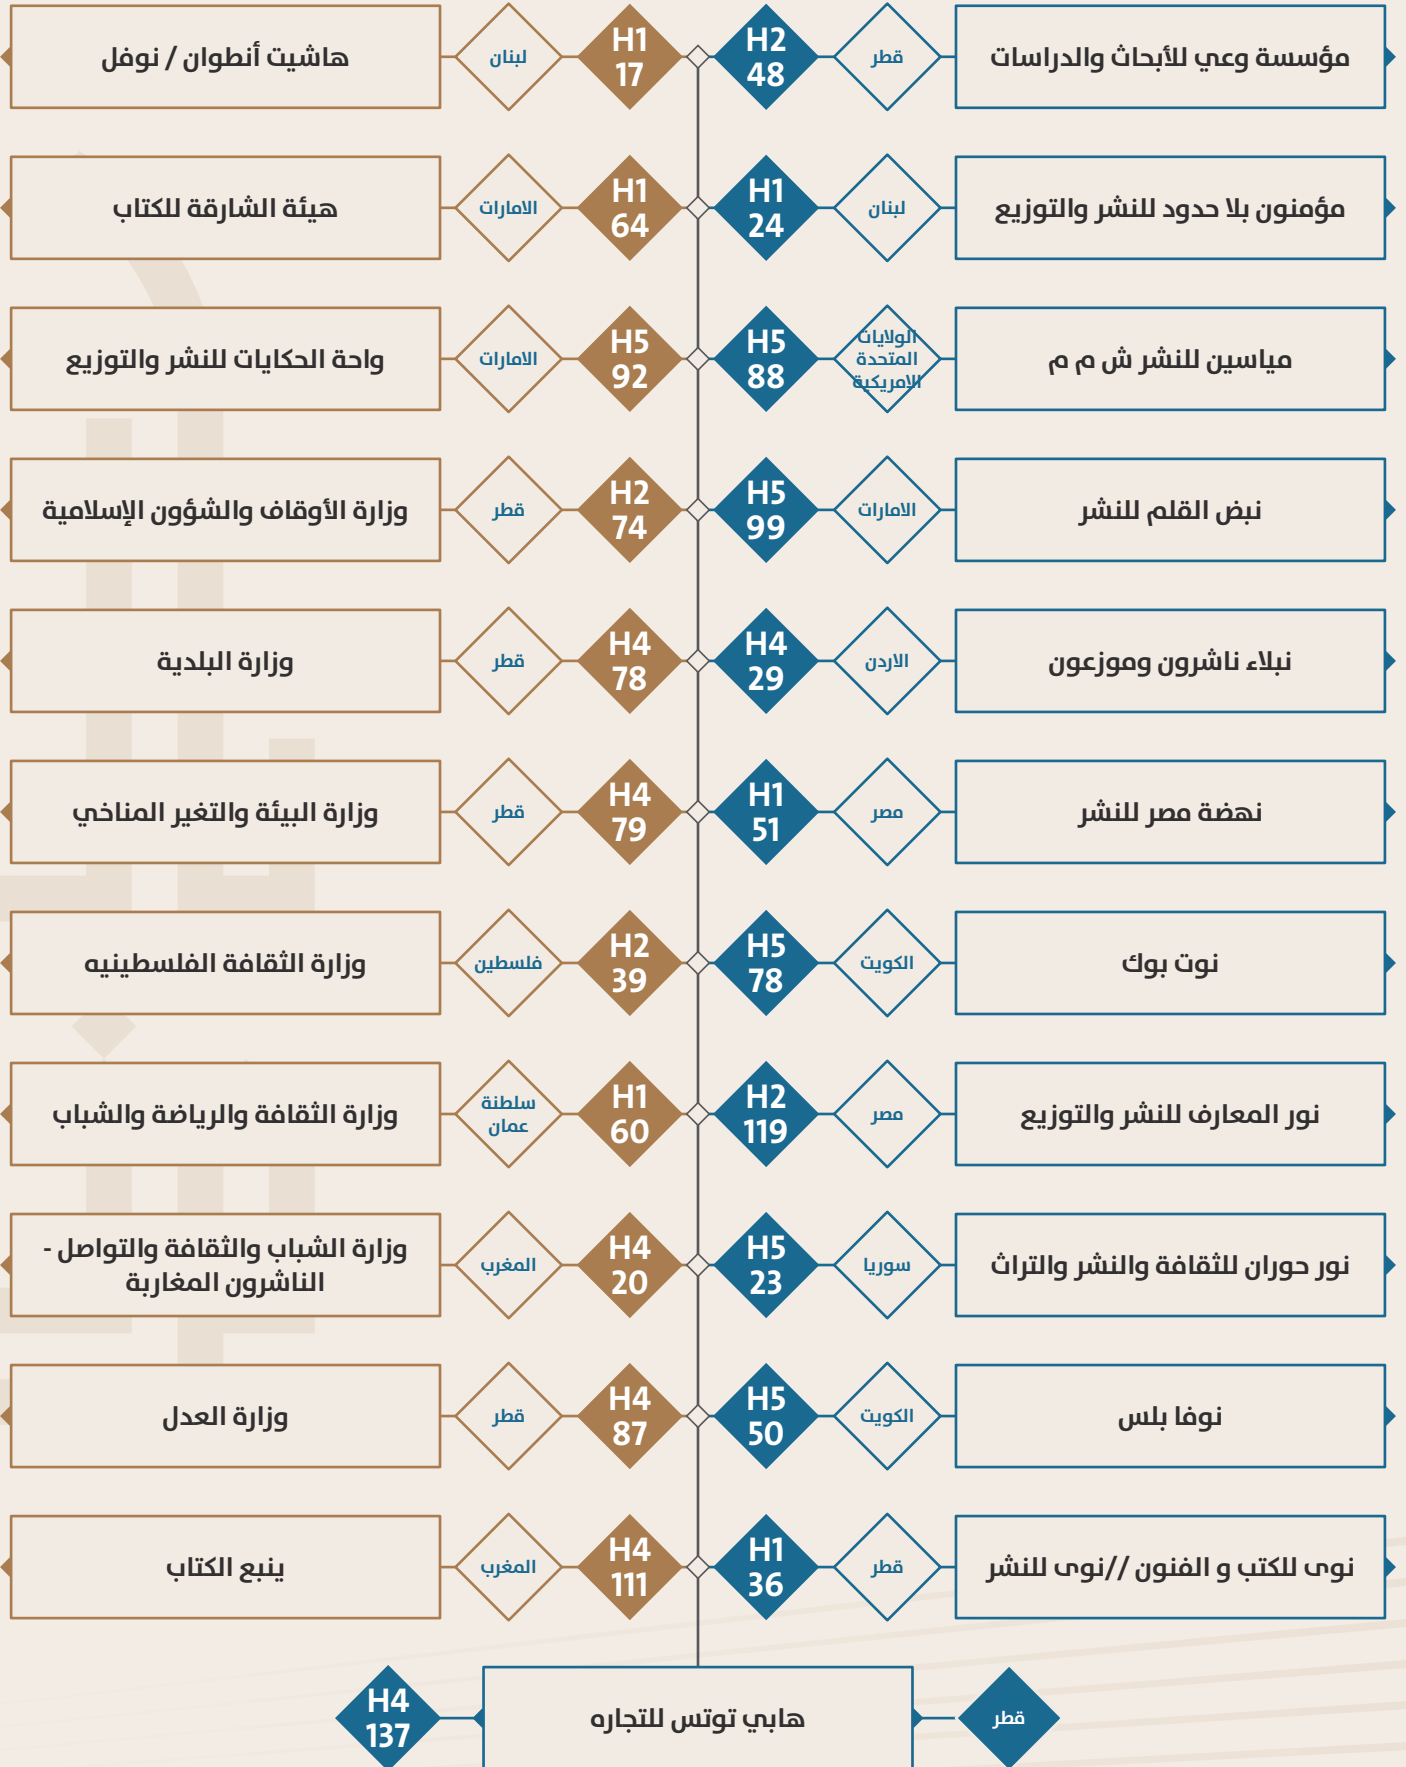 مؤسسة وعي للأبحاث والدراسات
قطر
H2
48
H1
17
لبنان
هاشيت أنطوان / نوفل
مؤمنون بلا حدود للنشر والتوزيع
لبنان
H1
24
H1
64
الامارات
هيئة الشارقة للكتاب
مياسين للنشر ش م م
الولايات
المتحدة
الامريكية
H5
88
H5
92
الامارات
واحة الحكايات للنشر والتوزيع
نبض القلم للنشر
الامارات
H5
99
H2
74
قطر
وزارة الأوقاف والشؤون الإسلامية
نبلاء ناشرون وموزعون
الاردن
H4
29
H4
78
قطر
وزارة البلدية
نهضة مصر للنشر
مصر
H1
51
H4
79
قطر
وزارة البيئة والتغير المناخي
نوت بوك
الكويت
H5
78
H2
39
فلسطين
وزارة الثقافة الفلسطينيه
نور المعارف للنشر والتوزيع
مصر
H2
119
H1
60
سلطنة
عمان
وزارة الثقافة والرياضة والشباب
نور حوران للثقافة والنشر والتراث
سوريا
H5
23
H4
20
المغرب
وزارة الشباب والثقافة والتواصل -
الناشرون المغاربة
نوفا بلس
الكويت
H5
50
H4
87
قطر
وزارة العدل
نوى للكتب و الفنون //نوى للنشر
قطر
H1
36
H4
111
المغرب
ينبع الكتاب
قطر
هابي توتس للتجاره
H4
137